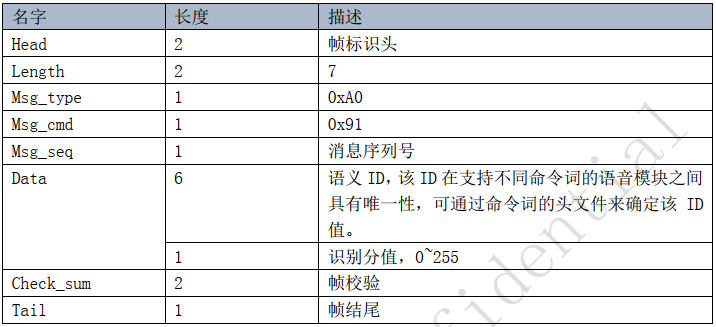 名字 长度 描述
Head 2 帧标识头
Length 2 7
Msg_type 1 0xA0
Msg_cmd 1 0x91
Msg_seq 1 消息序列号
Data 6 语义 ID,该 ID 在支持不同命令词的语音模块之间
具有唯一性，可通过命令词的头文件来确定该 ID
值。
1 识别分值，0~255
Check_sum 2 帧校验
Tail 1 帧结尾
fidential